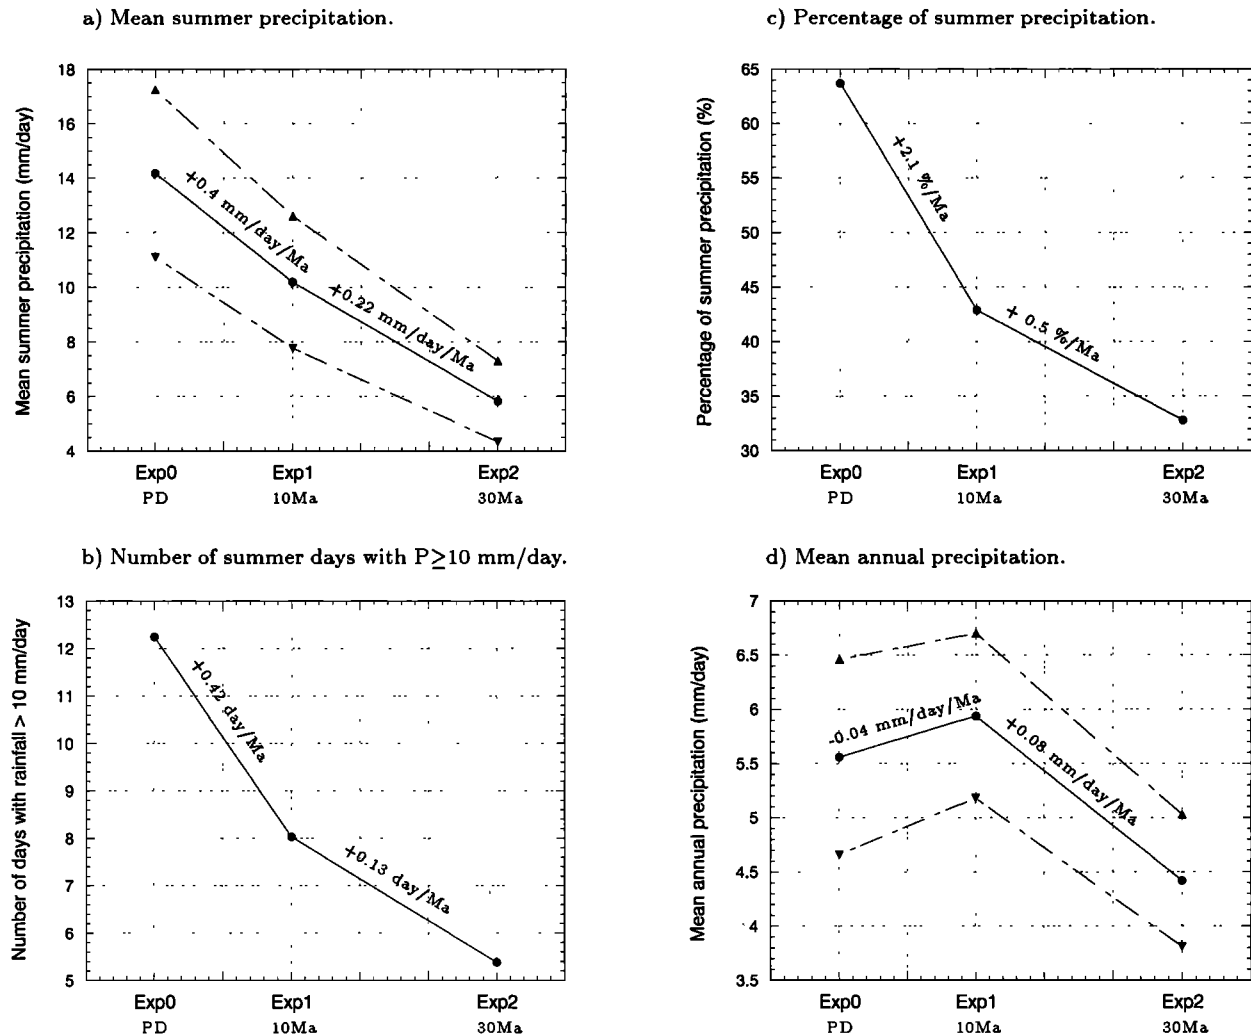 a) Mean summer precipitation.
18
16
14
12
10
8
6
4
Mean summer precipitation (mm/day)
+0.4 mm/day/Ma
+0.22 mm/day/Ma
Exp0 Exp1 Exp2
PD 10Ma 30Ma
c) Percentage of summer precipitation.
65
60
55
50
45
40
35
30
Percentage of summer precipitation (%)
+2.1 %/Ma
+ 0.5 %/Ma
Exp0 Exp1 Exp2
PD 10Ma 30Ma
b) Number of summer days with P≥10 mm/day.
13
12
11
10
9
8
7
6
5
Number of days with rainfall > 10 mm/day
+0.42 day/Ma
+0.13 day/Ma
Exp0 Exp1 Exp2
PD 10Ma 30Ma
d) Mean annual precipitation.
7
6.5
6
5.5
5
4.5
4
3.5
Mean annual precipitation (mm/day)
-0.04 mm/day/Ma
+0.08 mm/day/Ma
Exp0 Exp1 Exp2
PD 10Ma 30Ma